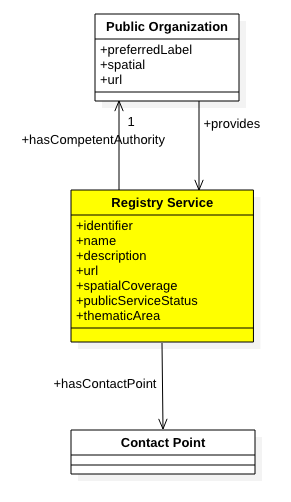 Public Organization
+preferredLabel
+spatial
+url
1
+provides
+hasCompetentAuthority
Registry Service
+identifier
+name
+description
+url
+spatialCoverage
+publicServiceStatus
+thematicArea
+hasContactPoint
Contact Point